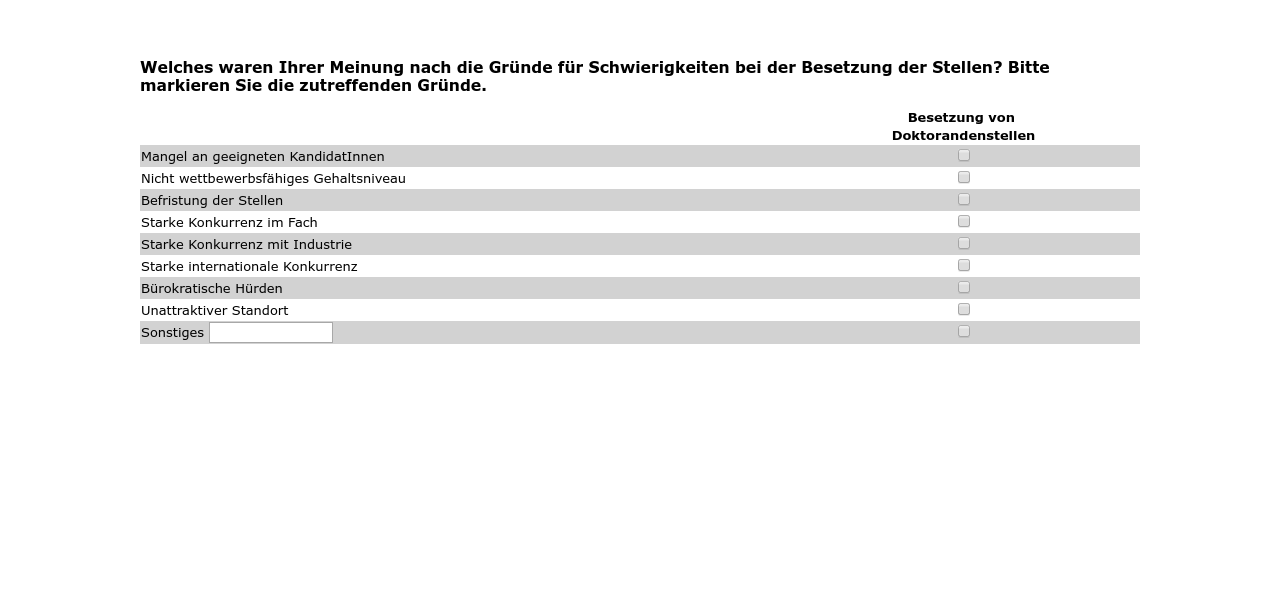 Welches waren Ihrer Meinung nach die Gründe für Schwierigkeiten bei der Besetzung der Stellen? Bitte
markieren Sie die zutreffenden Gründe.
Besetzung von
Doktorandenstellen
Mangel an geeigneten KandidatInnen
Nicht wettbewerbsfähiges Gehaltsniveau
Befristung der Stellen
Starke Konkurrenz im Fach
Starke Konkurrenz mit Industrie
Starke internationale Konkurrenz
Bürokratische Hürden
Unattraktiver Standort
Sonstiges